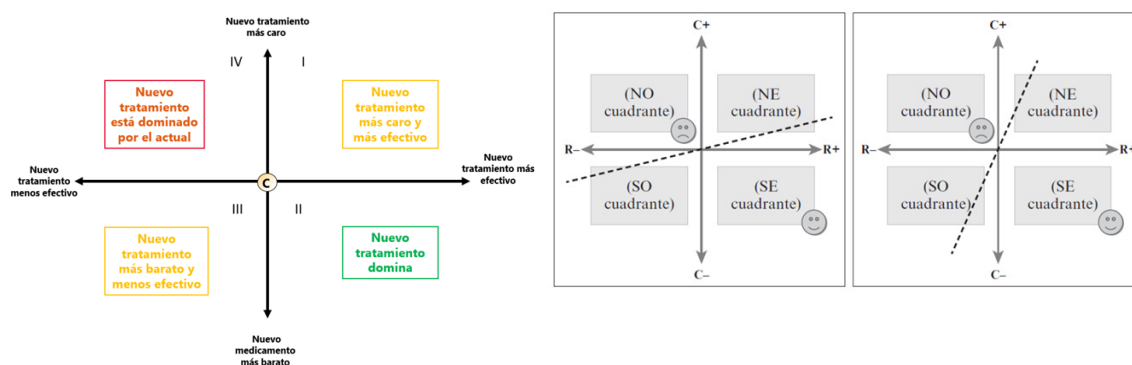 Nuevo tratamiento
más caro
IV
I
Nuevo
tratamiento
está dominado
por el actual
Nuevo
tratamiento
más caro y
más efectivo
Nuevo
tratamiento
menos efectivo
C
Nuevo
tratamiento más
efectivo
III
II
Nuevo
tratamiento
más barato y
menos efectivo
Nuevo
tratamiento
domina
Nuevo
medicamento
más barato
C+
(NO
cuadrante)
(NE
cuadrante)
R–
R+
(SO
cuadrante)
(SE
cuadrante)
C–
C+
(NO
cuadrante)
(NE
cuadrante)
R–
R+
(SO
cuadrante)
(SE
cuadrante)
C–